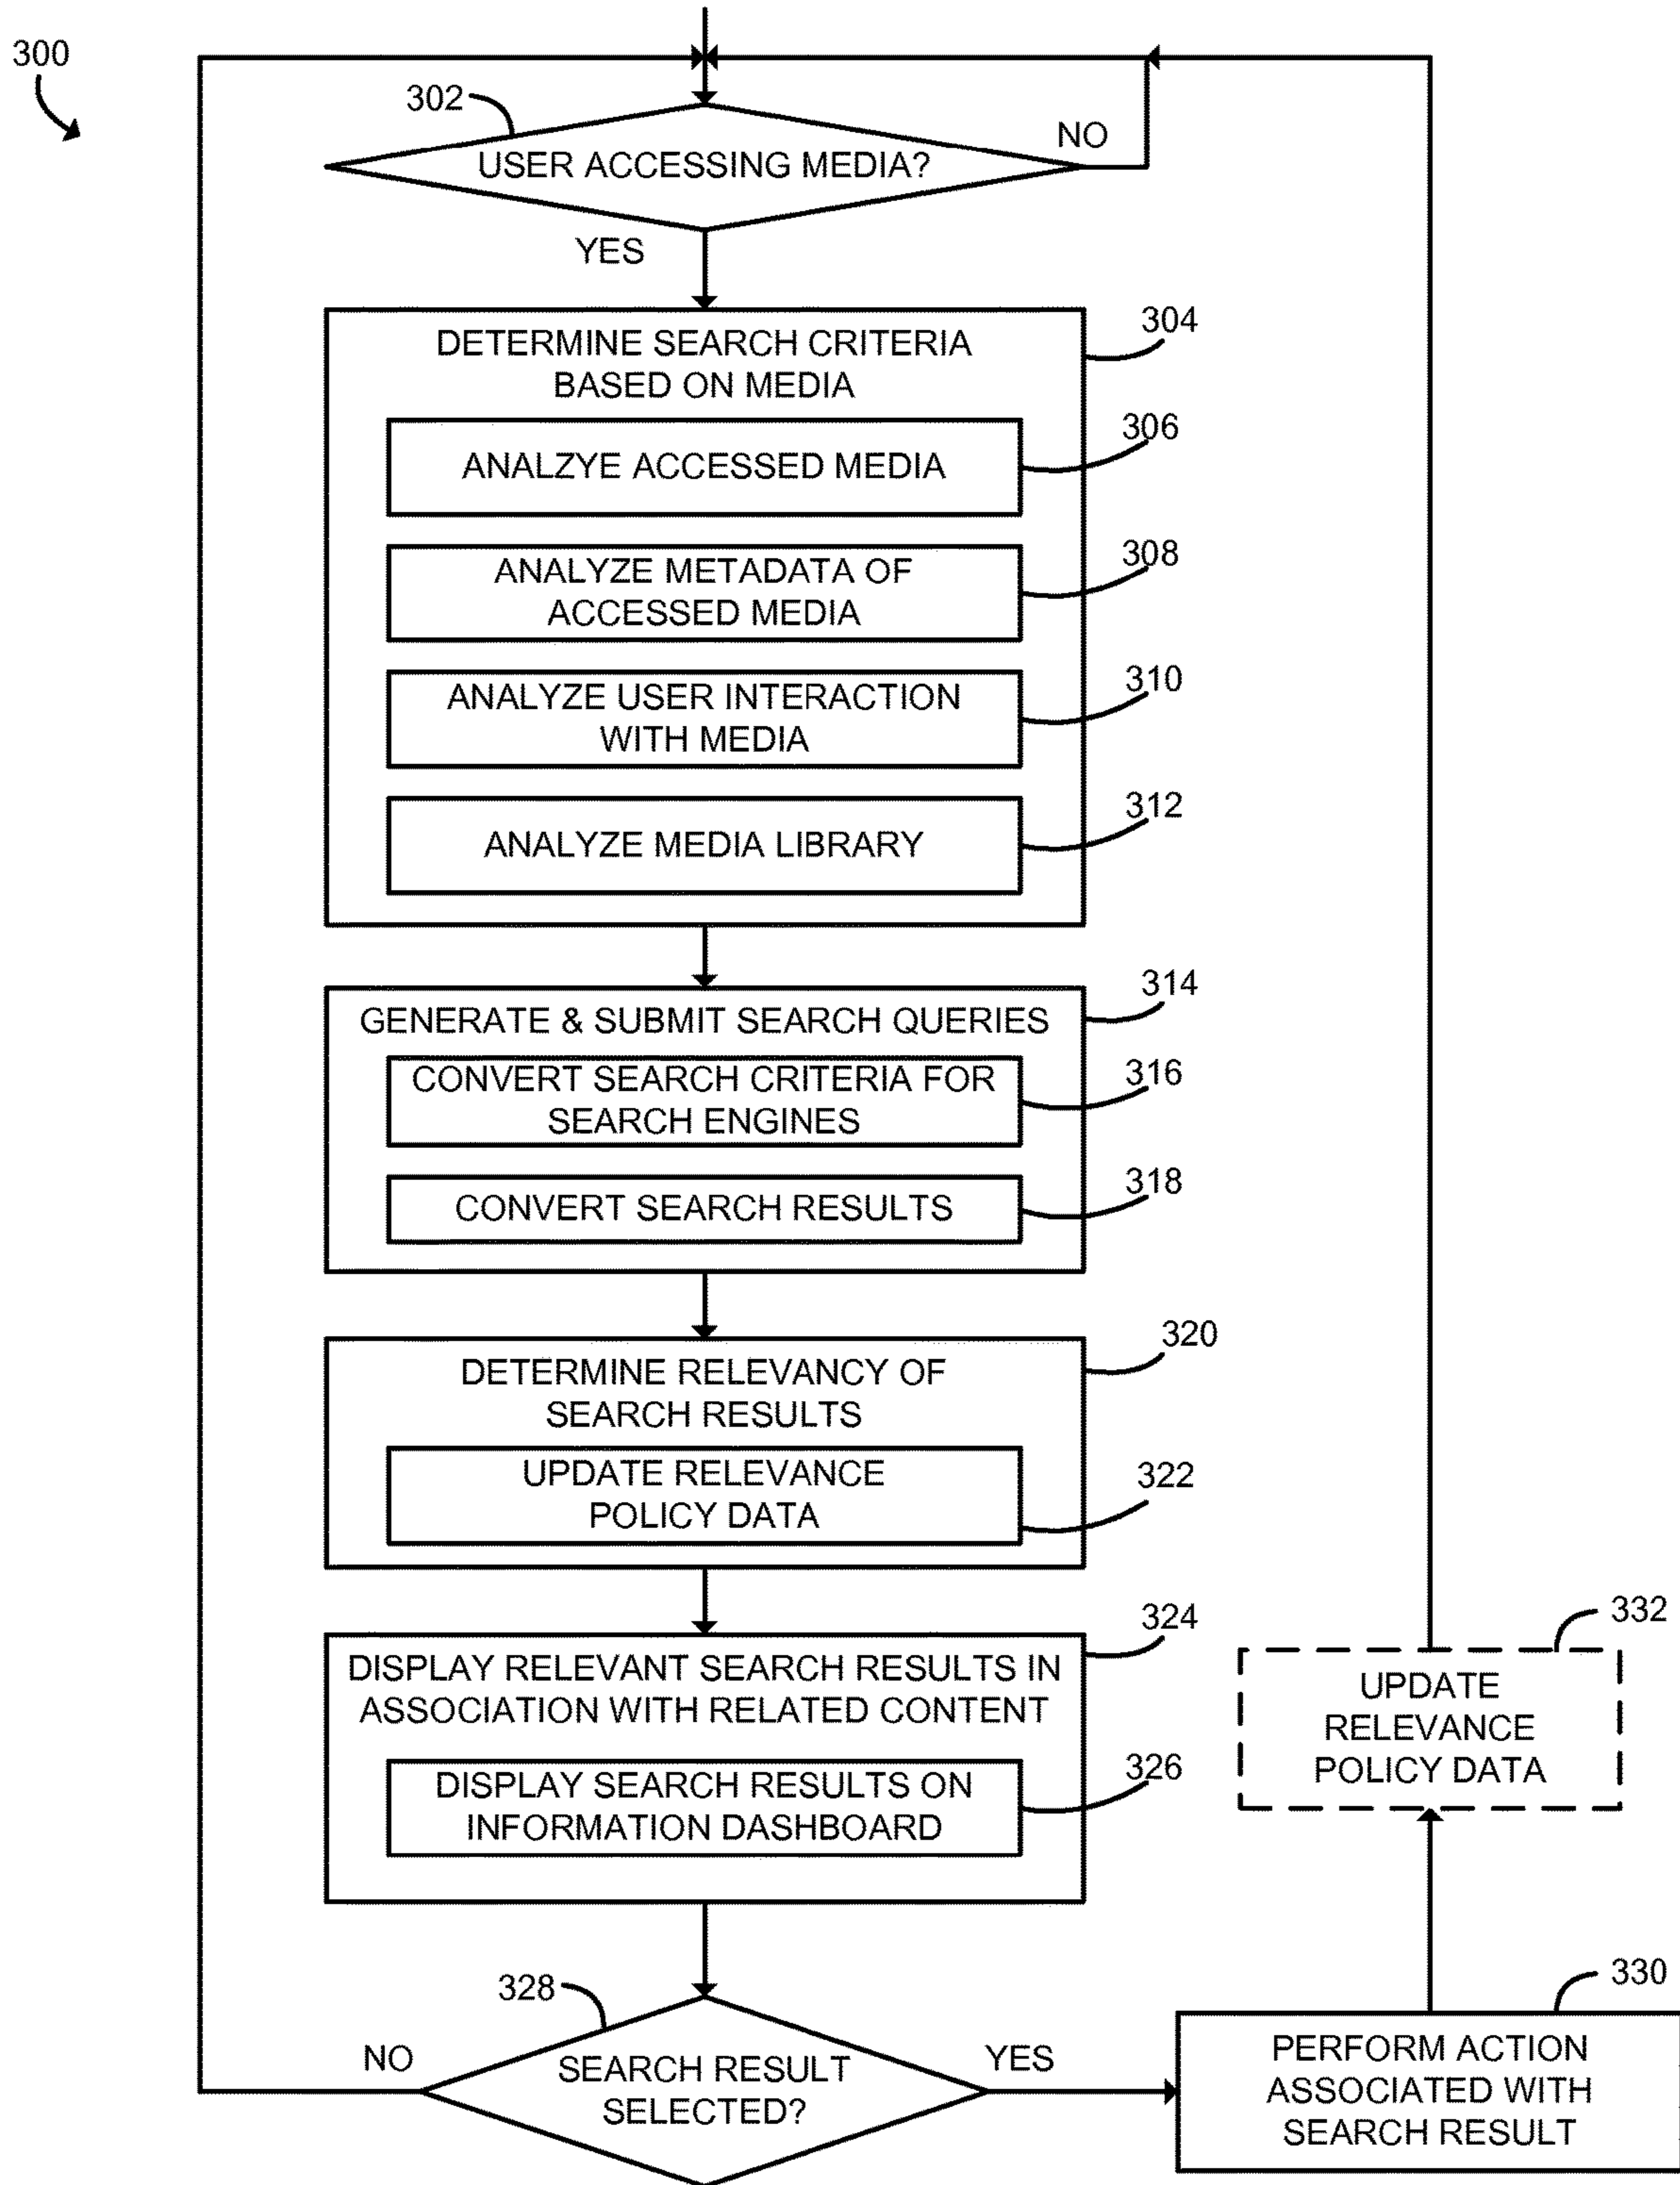 300
302
USER ACCESSING MEDIA?
NO
YES
304
DETERMINE SEARCH CRITERIA
BASED ON MEDIA
306
ANALZYE ACCESSED MEDIA
308
ANALYZE METADATA OF
ACCESSED MEDIA
310
ANALYZE USER INTERACTION
WITH MEDIA
312
ANALYZE MEDIA LIBRARY
314
GENERATE & SUBMIT SEARCH QUERIES
316
CONVERT SEARCH CRITERIA FOR
SEARCH ENGINES
318
CONVERT SEARCH RESULTS
320
DETERMINE RELEVANCY OF
SEARCH RESULTS
322
UPDATE RELEVANCE
POLICY DATA
324
DISPLAY RELEVANT SEARCH RESULTS IN
ASSOCIATION WITH RELATED CONTENT
326
DISPLAY SEARCH RESULTS ON
INFORMATION DASHBOARD
328
SEARCH RESULT
SELECTED?
NO
YES
330
PERFORM ACTION
ASSOCIATED WITH
SEARCH RESULT
332
UPDATE
RELEVANCE
POLICY DATA